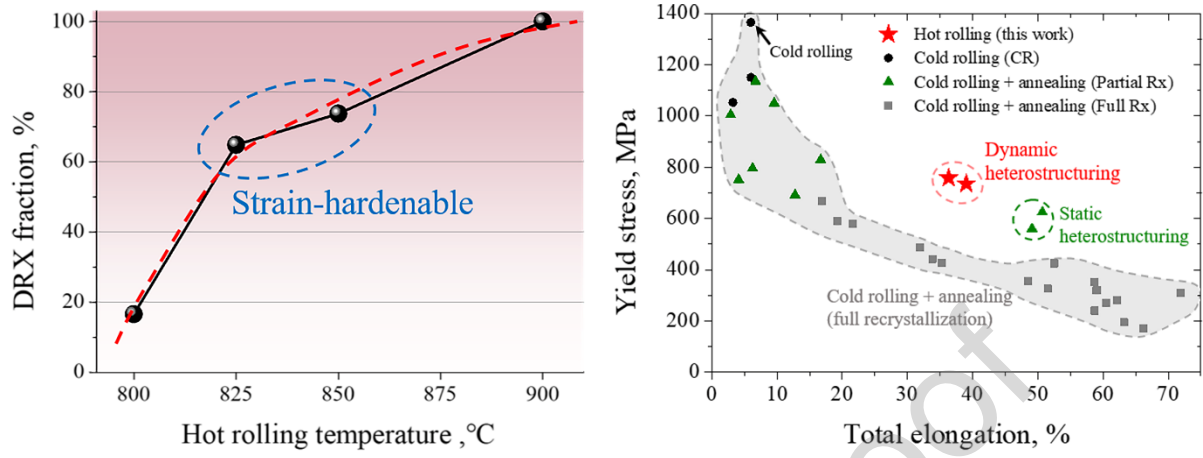 100
80
60
40
20
0
DRX fraction, %
Strain-hardenable
800
825
850
875
900
Hot rolling temperature ,℃
1400
1200
1000
800
600
400
200
0
Yield stress, MPa
Cold rolling
Hot rolling (this work)
Cold rolling (CR)
Cold rolling + annealing (Partial Rx)
Cold rolling + annealing (Full Rx)
Dynamic
heterostructuring
Static
heterostructuring
Cold rolling + annealing
(full recrystallization)
0
10
20
30
40
50
60
70
Total elongation, %